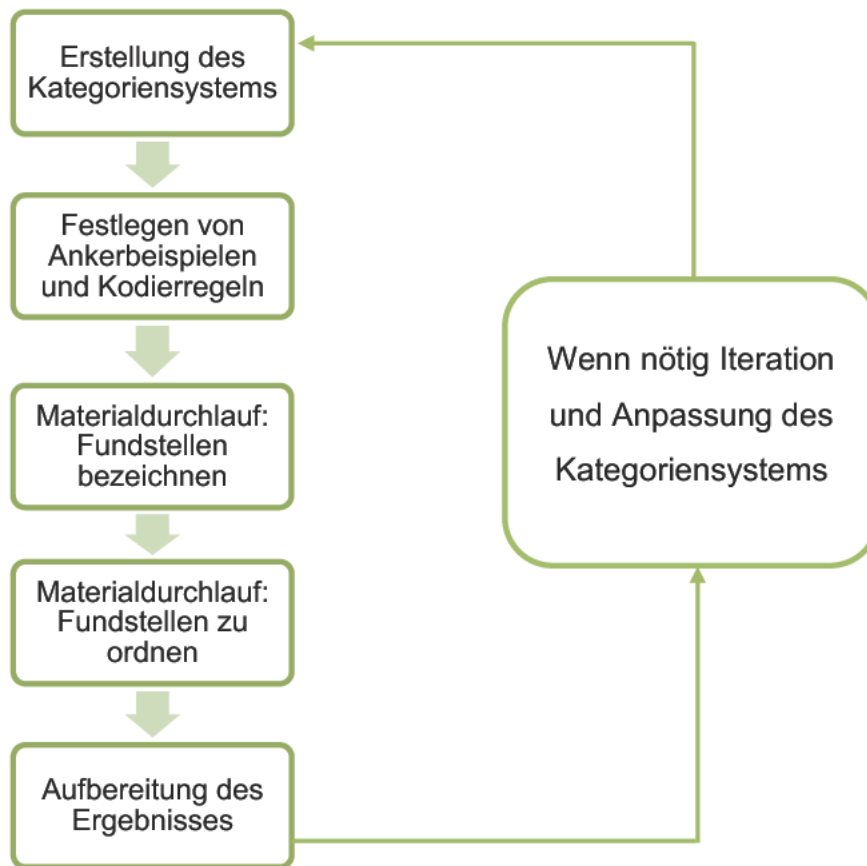 Erstellung des
Kategoriensystems
Festlegen von
Ankerbeispielen
und Kodierregeln
Materialdurchlauf:
Fundstellen
bezeichnen
Materialdurchlauf:
Fundstellen zu
ordnen
Aufbereitung des
Ergebnisses
Wenn nötig Iteration
und Anpassung des
Kategoriensystems